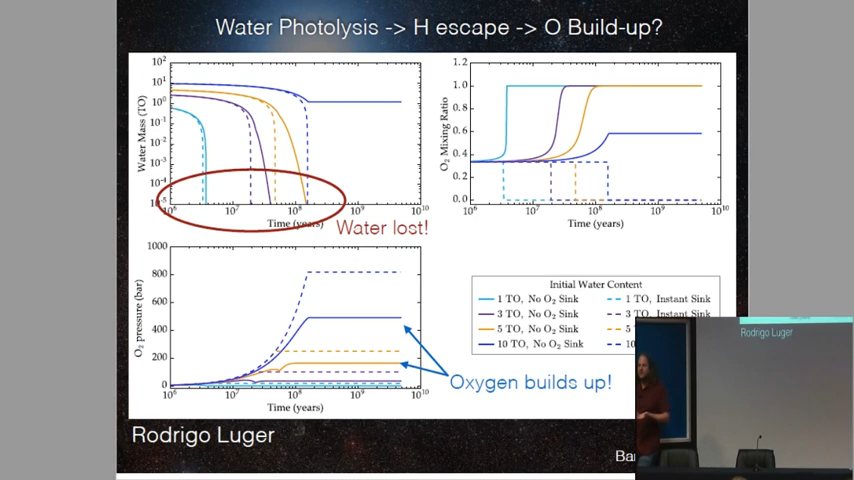 Water Photolysis -> H escape -> O Build-up?
10² 10¹ 10⁰ 10⁻¹ 10⁻² 10⁻³ 10⁻⁴ 10⁻⁵
Water Mass (TO)
10⁶ 10⁷ 10⁸ 10⁹ 10¹⁰
Time (years)
Water lost!
1.2 1.0 0.8 0.6 0.4 0.2 0.0
O₂ Mixing Ratio
10⁶ 10⁷ 10⁸ 10⁹ 10¹⁰
Time (years)
1000 800 600 400 200 0
O₂ pressure (bar)
10⁶ 10⁷ 10⁸ 10⁹ 10¹⁰
Time (years)
Oxygen builds up!
Initial Water Content
1 TO, No O₂ Sink 1 TO, Instant Sink
3 TO, No O₂ Sink 3 TO, Instant Sink
5 TO, No O₂ Sink 5
10 TO, No O₂ Sink 10
Rodrigo Luger
Rodrigo Luger
Bar